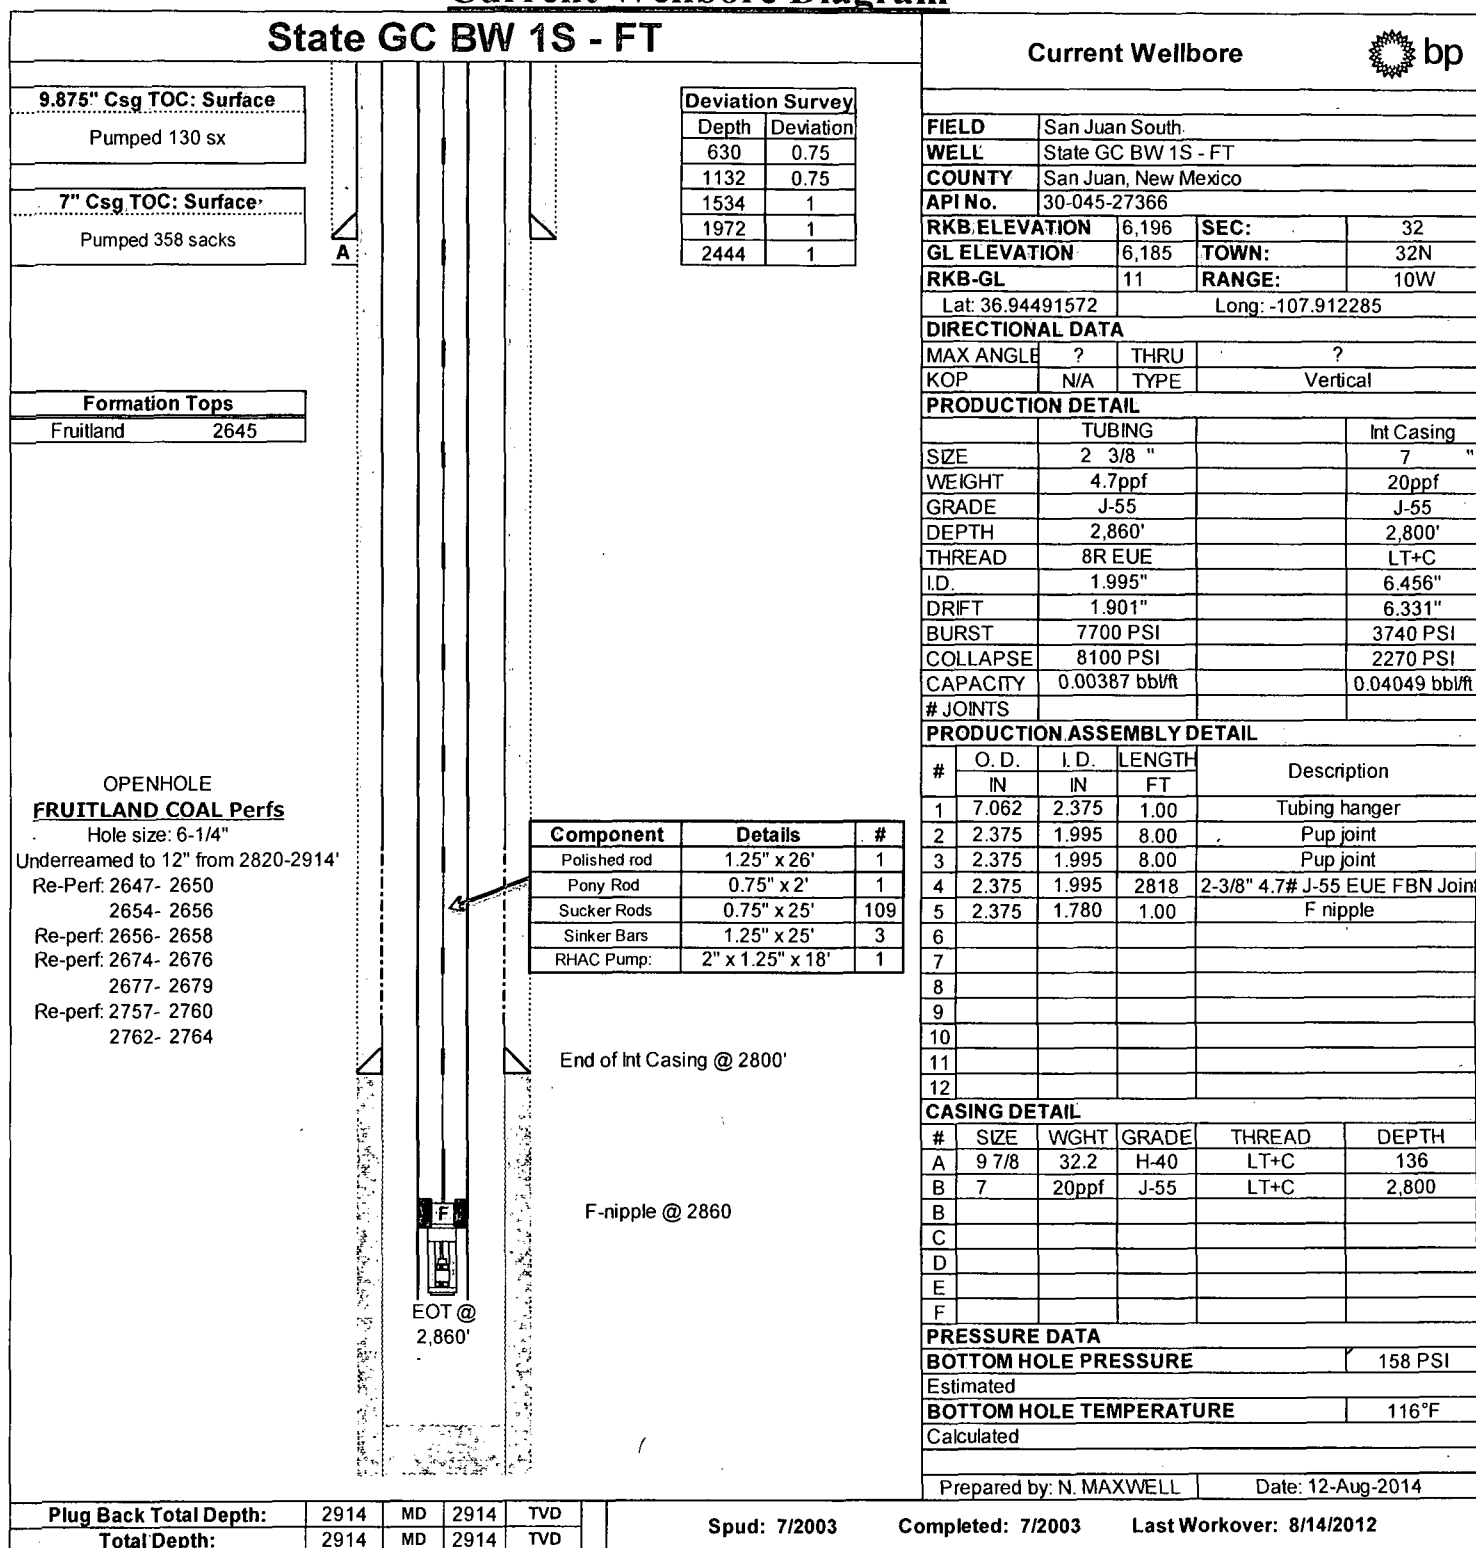 Current Wellbore Diagram
State GC BW 1S - FT
Current Wellbore
bp
9.875" Csg TOC: Surface
Pumped 130 sx
7" Csg TOC: Surface
Pumped 358 sacks
A
Deviation Survey
Depth Deviation
630 0.75
1132 0.75
1534 1
1972 1
2444 1
Formation Tops
Fruitland 2645
OPENHOLE
FRUITLAND COAL Perfs
Hole size: 6-1/4"
Underreamed to 12" from 2820-2914'
Re-Perf: 2647- 2650
2654- 2656
Re-perf: 2656- 2658
Re-perf: 2674- 2676
2677- 2679
Re-perf: 2757- 2760
2762- 2764
Component Details #
Polished rod 1.25" x 26' 1
Pony Rod 0.75" x 2' 1
Sucker Rods 0.75" x 25' 109
Sinker Bars 1.25" x 25' 3
RHAC Pump: 2" x 1.25" x 18' 1
End of Int Casing @ 2800'
F-nipple @ 2860
F
EOT @
2,860'
FIELD San Juan South
WELL State GC BW 1S - FT
COUNTY San Juan, New Mexico
API No. 30-045-27366
RKB ELEVATION 6,196 SEC: 32
GL ELEVATION 6,185 TOWN: 32N
RKB-GL 11 RANGE: 10W
Lat: 36.94491572 Long: -107.912285
DIRECTIONAL DATA
MAX ANGLE ? THRU ?
KOP N/A TYPE Vertical
PRODUCTION DETAIL
TUBING Int Casing
SIZE 2 3/8 " 7 "
WEIGHT 4.7ppf 20ppf
GRADE J-55 J-55
DEPTH 2,860' 2,800'
THREAD 8R EUE LT+C
I.D. 1.995" 6.456"
DRIFT 1.901" 6.331"
BURST 7700 PSI 3740 PSI
COLLAPSE 8100 PSI 2270 PSI
CAPACITY 0.00387 bbl/ft 0.04049 bbl/ft
# JOINTS
PRODUCTION ASSEMBLY DETAIL
# O. D. I. D. LENGTH Description
IN IN FT
1 7.062 2.375 1.00 Tubing hanger
2 2.375 1.995 8.00 Pup joint
3 2.375 1.995 8.00 Pup joint
4 2.375 1.995 2818 2-3/8" 4.7# J-55 EUE FBN Joint
5 2.375 1.780 1.00 F nipple
6
7
8
9
10
11
12
CASING DETAIL
# SIZE WGHT GRADE THREAD DEPTH
A 9 7/8 32.2 H-40 LT+C 136
B 7 20ppf J-55 LT+C 2,800
B
C
D
E
F
PRESSURE DATA
BOTTOM HOLE PRESSURE 158 PSI
Estimated
BOTTOM HOLE TEMPERATURE 116°F
Calculated
Prepared by: N. MAXWELL Date: 12-Aug-2014
Plug Back Total Depth: 2914 MD 2914 TVD
Total Depth: 2914 MD 2914 TVD
Spud: 7/2003 Completed: 7/2003 Last Workover: 8/14/2012